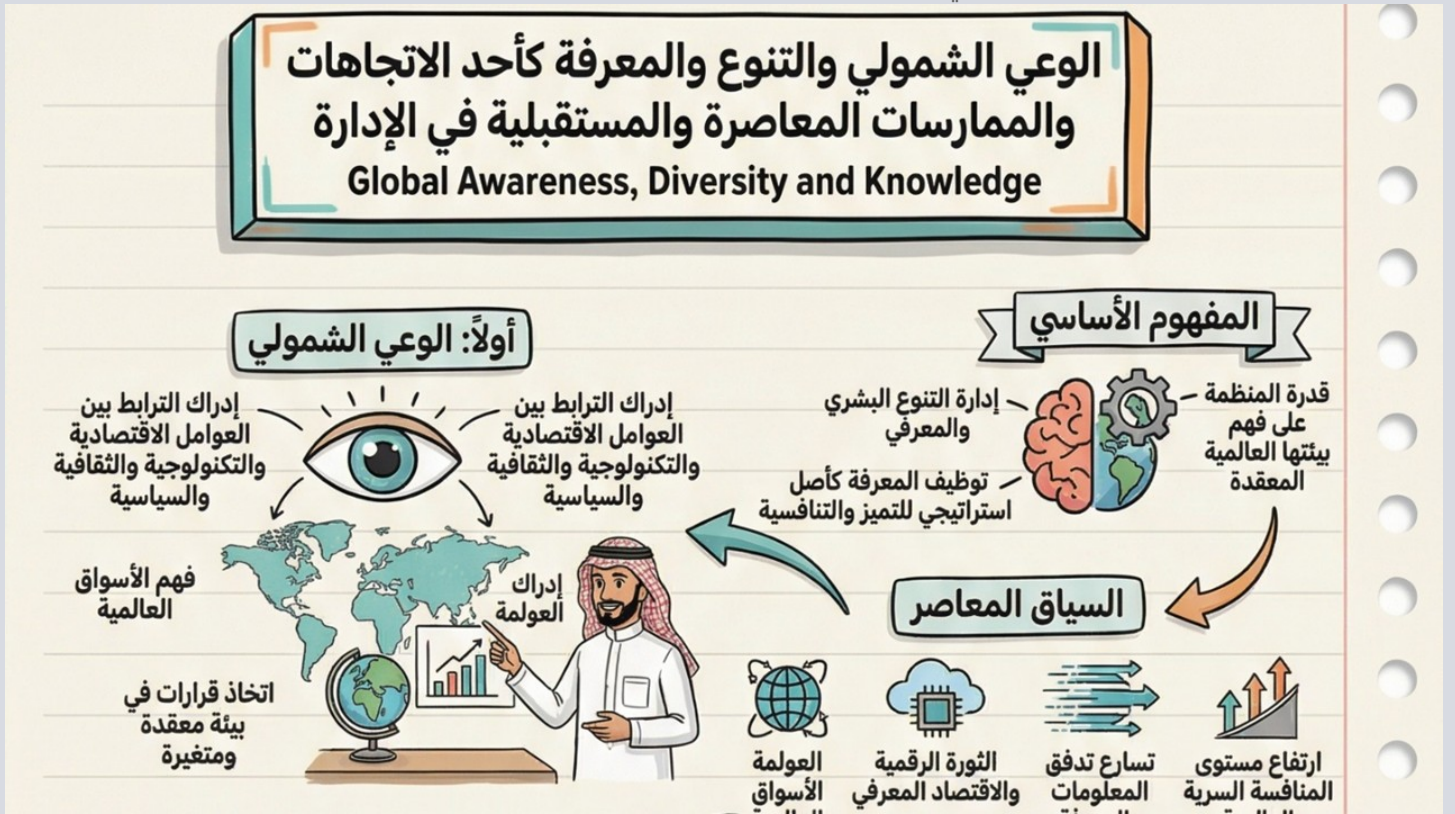 الوعي الشمولي والتنوع والمعرفة كأحد الاتجاهات
والممارسات المعاصرة والمستقبلية في الإدارة
Global Awareness, Diversity and Knowledge
المفهوم الأساسي
قدرة المنظمة
على فهم
بيئتها العالمية
المعقدة
إدارة التنوع البشري
والمعرفي
توظيف المعرفة كأصل
استراتيجي للتميز والتنافسية
السياق المعاصر
ارتفاع مستوى
المنافسة السرية
تسارع تدفق
المعلومات
الثورة الرقمية
والاقتصاد المعرفي
العولمة
الأسواق
أولاً: الوعي الشمولي
إدراك الترابط بين
العوامل الاقتصادية
والتكنولوجية والثقافية
والسياسية
إدراك الترابط بين
العوامل الاقتصادية
والتكنولوجية والثقافية
والسياسية
إدراك
العولمة
فهم الأسواق
العالمية
اتخاذ قرارات في
بيئة معقدة
ومتغيرة